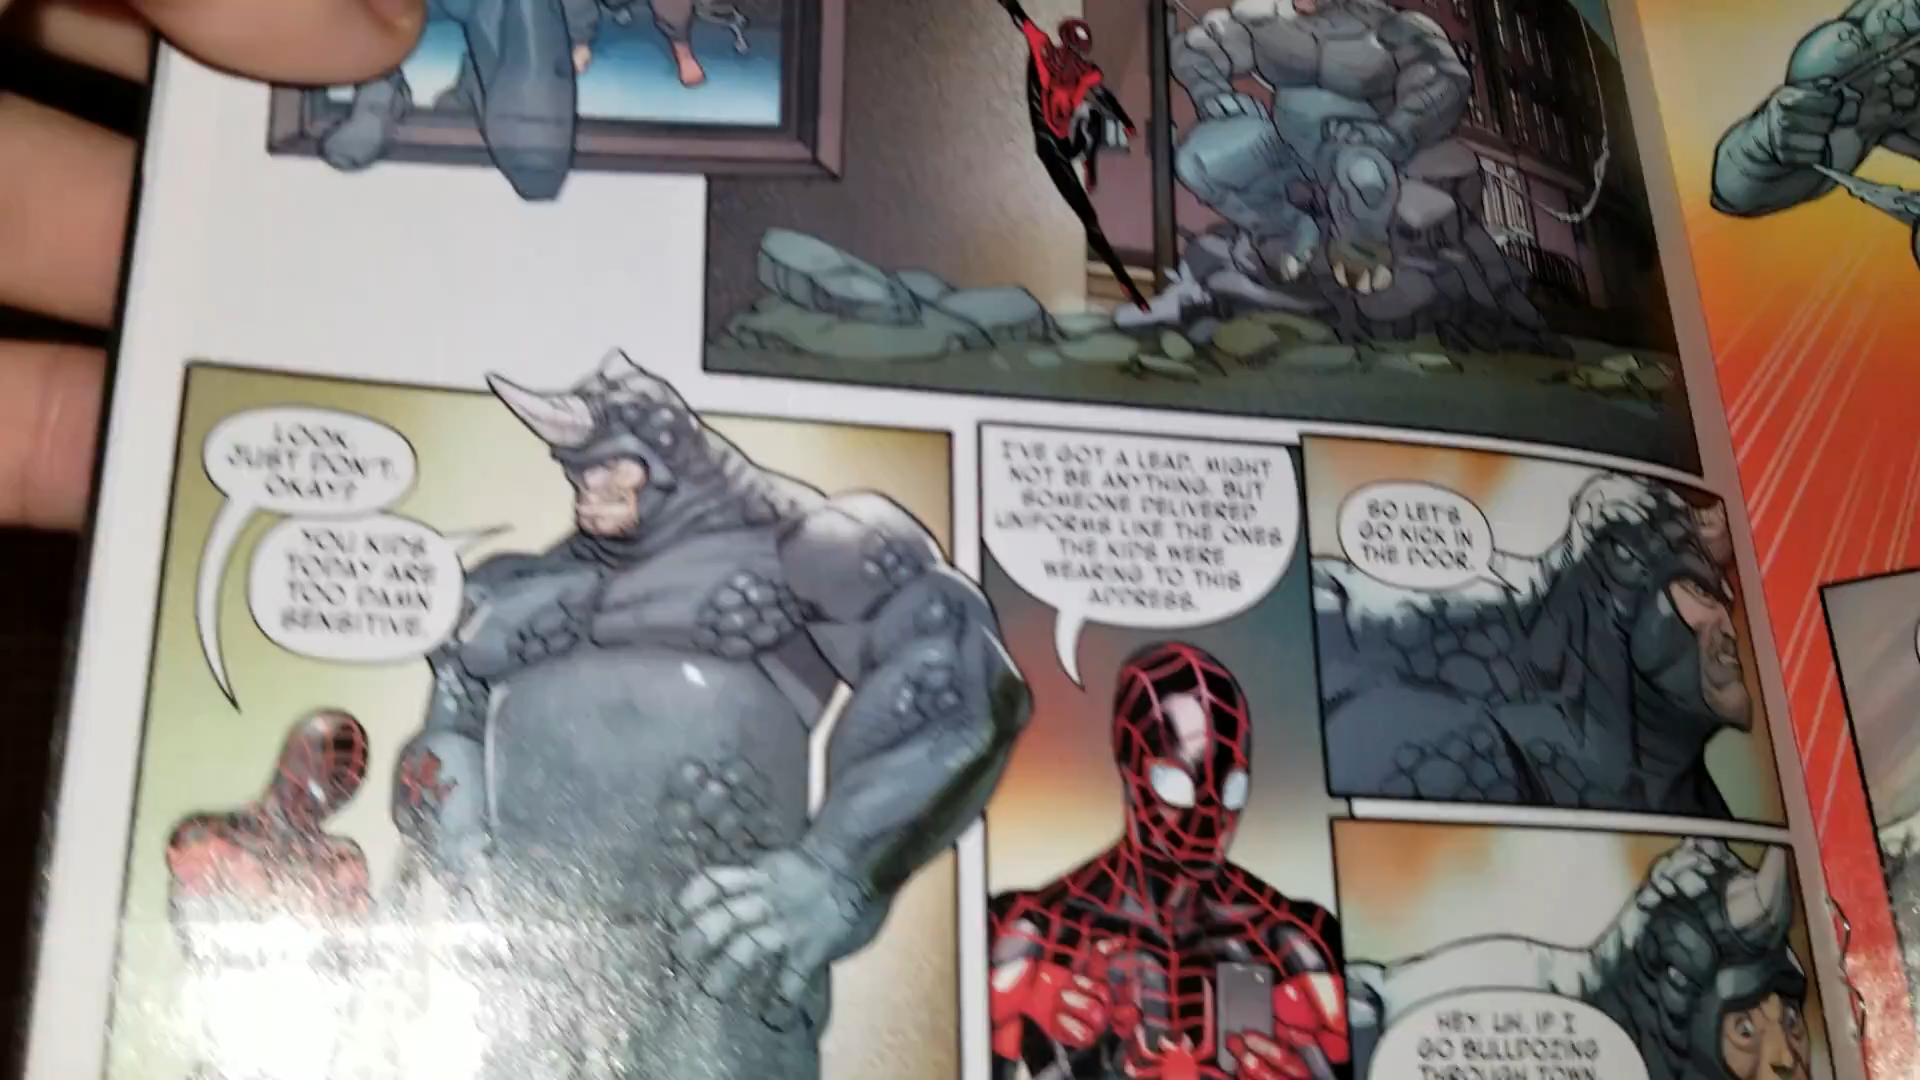 LOOK,
JUST DON'T,
OKAY?
YOU KIDS
TODAY ARE
TOO DAMN
SENSITIVE.
I'VE GOT A LEAD, MIGHT
NOT BE ANYTHING, BUT
SOMEONE DELIVERED
UNIFORMS LIKE THE ONES
THE KIDS WERE
WEARING TO THIS
ADDRESS.
SO LET'S
GO KICK IN
THE DOOR.
HEY, UH, IF I
GO BULLDOZING
THROUGH TOWN,